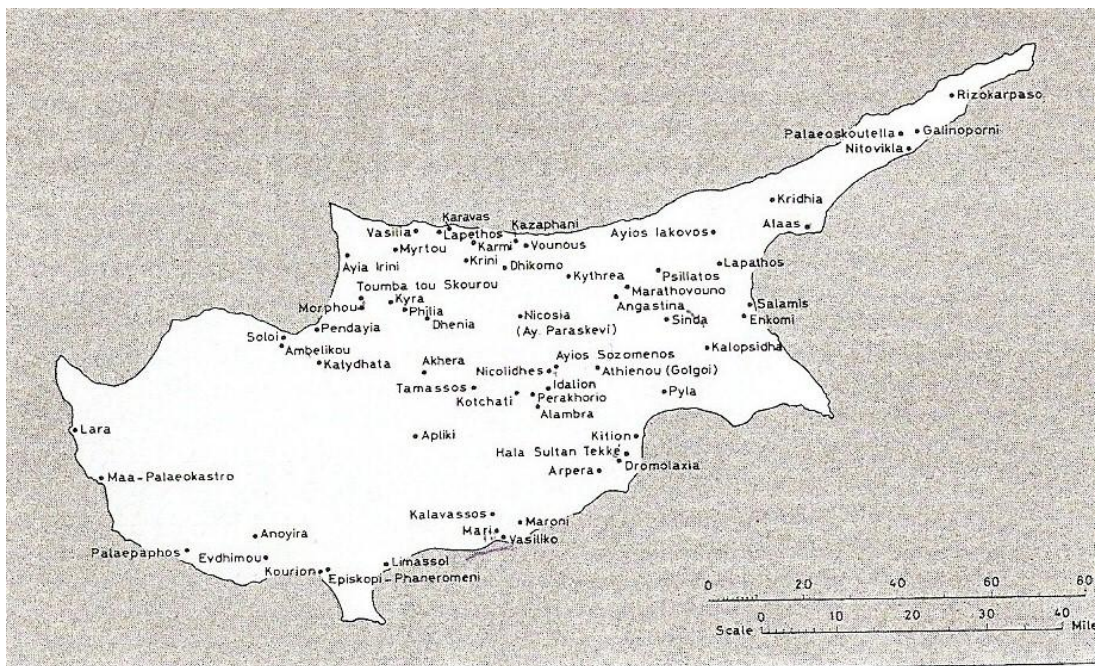 Rizokarpaso
Palaeoskoutella
Galinoporni
Nitovikla
Kridhia
Alaas
Karavas
Kazaphani
Vasilia
Lapethos
Ayios Iakovos
Karmi
Vounous
Myrtou
Krini
Ayia Irini
Dhikomo
Lapathos
Kythrea
Psillatos
Toumba tou Skourou
Marathovouno
Kyra
Angastina
Morphou
Philia
Salamis
Dhenia
Nicosia
(Ay. Paraskevi)
Sinda
Enkomi
Pendayia
Soloi
Ambelikou
Kalopsidha
Katydhata
Akhera
Ayios Sozomenos
Nicolidhes
Athienou (Golgoi)
Tamassos
Idalion
Kotchati
Perakhorio
Pyla
Alambra
Lara
Apliki
Kition
Hala Sultan Tekke
Dromolaxia
Arpera
Maa-Palaeokastro
Kalavassos
Maroni
Mari
Vasiliko
Anoyira
Palaepaphos
Evdhimou
Limassol
Kourion
Episkopi-Phaneromeni
0 20 40 60 80
Scale 0 10 20 30 40 Mile